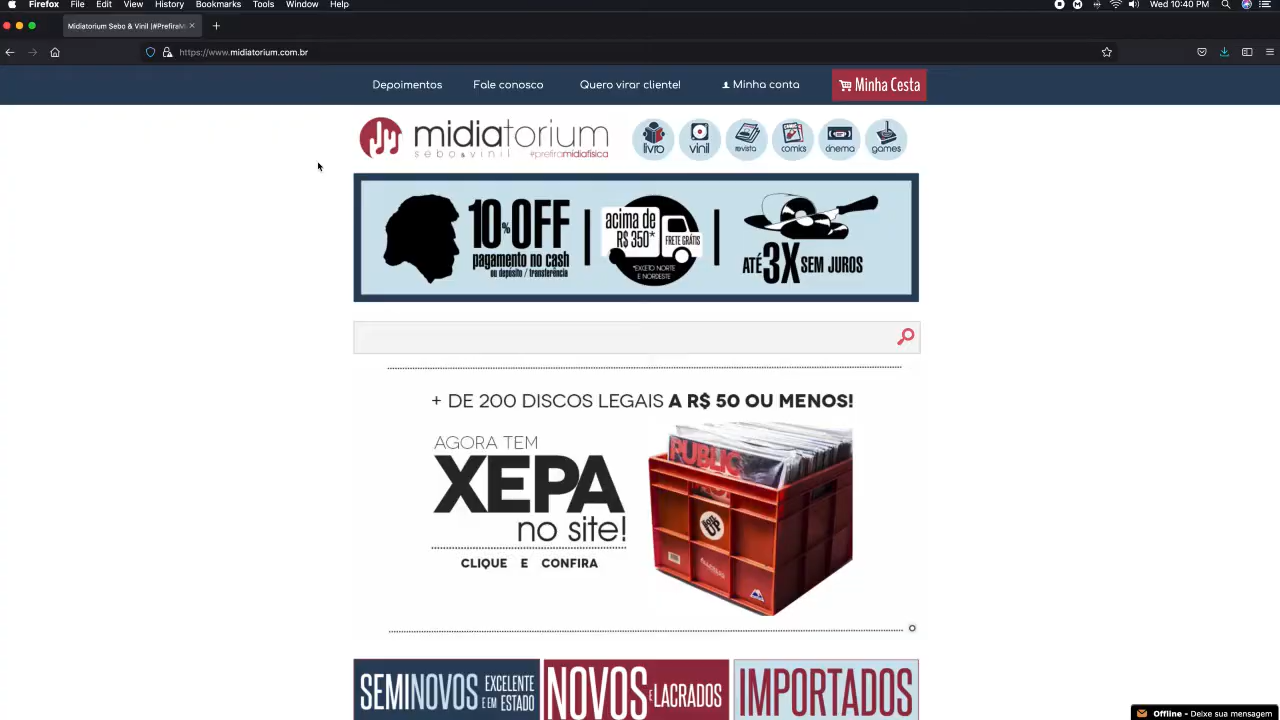 Firefox File Edit View History Bookmarks Tools Window Help
Wed 10:40 PM
Midiatorium Sebo & Vinil |#PrefiraM
https://www.midiatorium.com.br
Depoimentos Fale conosco Quero virar cliente! Minha conta Minha Cesta
midiatorium
sebo & vinil #prefiramidiafísica
livro vinil revista comics cinema games
10%OFF
pagamento no cash
ou depósito / transferência
acima de
R$ 350*
FRETE GRÁTIS
*EXCETO NORTE
E NORDESTE
ATÉ 3X SEM JUROS
+ DE 200 DISCOS LEGAIS A R$ 50 OU MENOS!
AGORA TEM
XEPA
no site!
CLIQUE E CONFIRA
PUBLIC
SEMINOVOS EXCELENTE
E EM ESTADO
NOVOS E LACRADOS
IMPORTADOS
Offline - Deixe sua mensagem